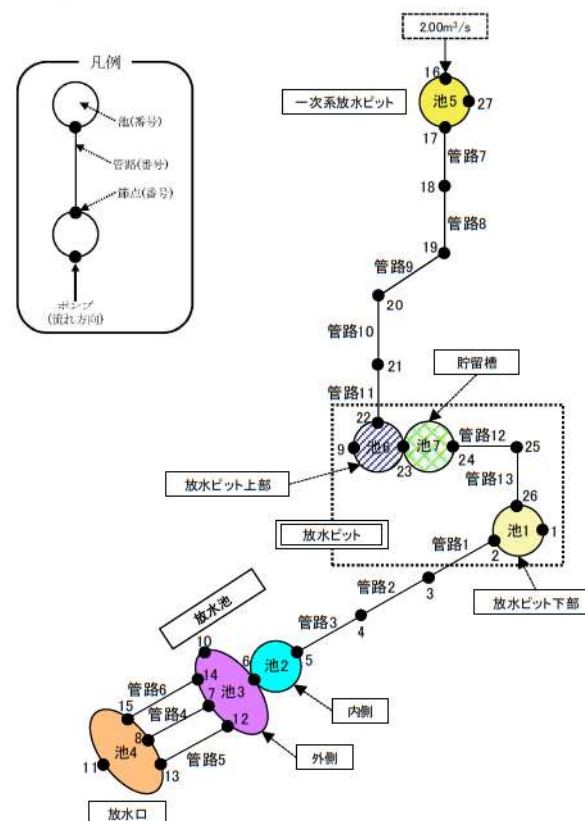 2.00m³/s
凡例
池(番号)
管路(番号)
節点(番号)
ポンプ
(流れ方向)
16
一次系放水ピット
池5
27
17
管路7
18
管路8
19
管路9
20
管路10
21
貯留槽
管路11
22
管路12
25
9
池6
池7
23
24
管路13
放水ピット上部
26
放水ピット
管路1
池1
1
2
管路2
3
放水ピット下部
放水池
管路3
4
10
6
池2
5
管路6
14
池3
7
内側
15
管路4
12
8
池4
管路5
外側
11
13
放水口